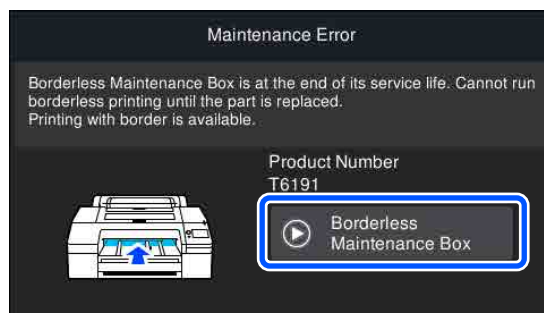 Maintenance Error
Borderless Maintenance Box is at the end of its service life. Cannot run
borderless printing until the part is replaced.
Printing with border is available.
Product Number
T6191
Borderless
Maintenance Box